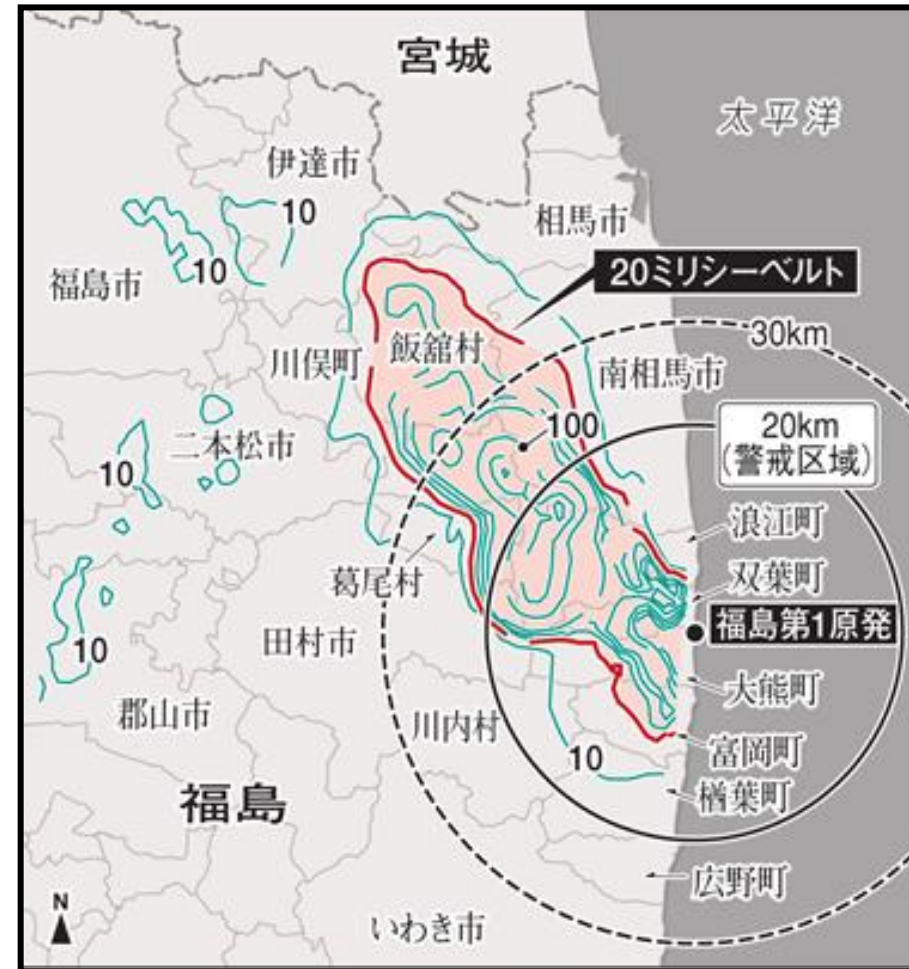 宮城
太平洋
伊達市
10
相馬市
10
福島市
20ミリシーベルト
飯舘村
30km
川俣町
南相馬市
100
20km
(警戒区域)
二本松市
10
浪江町
葛尾村
双葉町
福島第1原発
田村市
10
大熊町
郡山市
川内村
富岡町
10
楢葉町
福島
広野町
N
いわき市